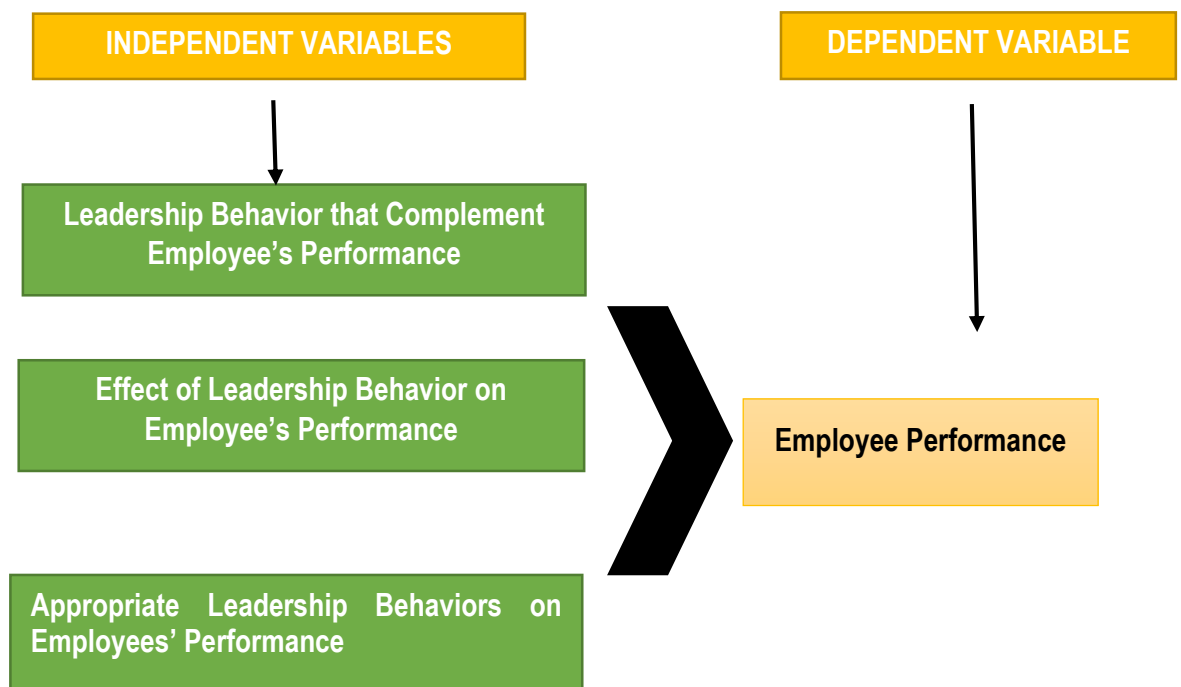 INDEPENDENT VARIABLES
DEPENDENT VARIABLE
Leadership Behavior that Complement
Employee’s Performance
Effect of Leadership Behavior on
Employee’s Performance
Employee Performance
Appropriate Leadership Behaviors on
Employees’ Performance